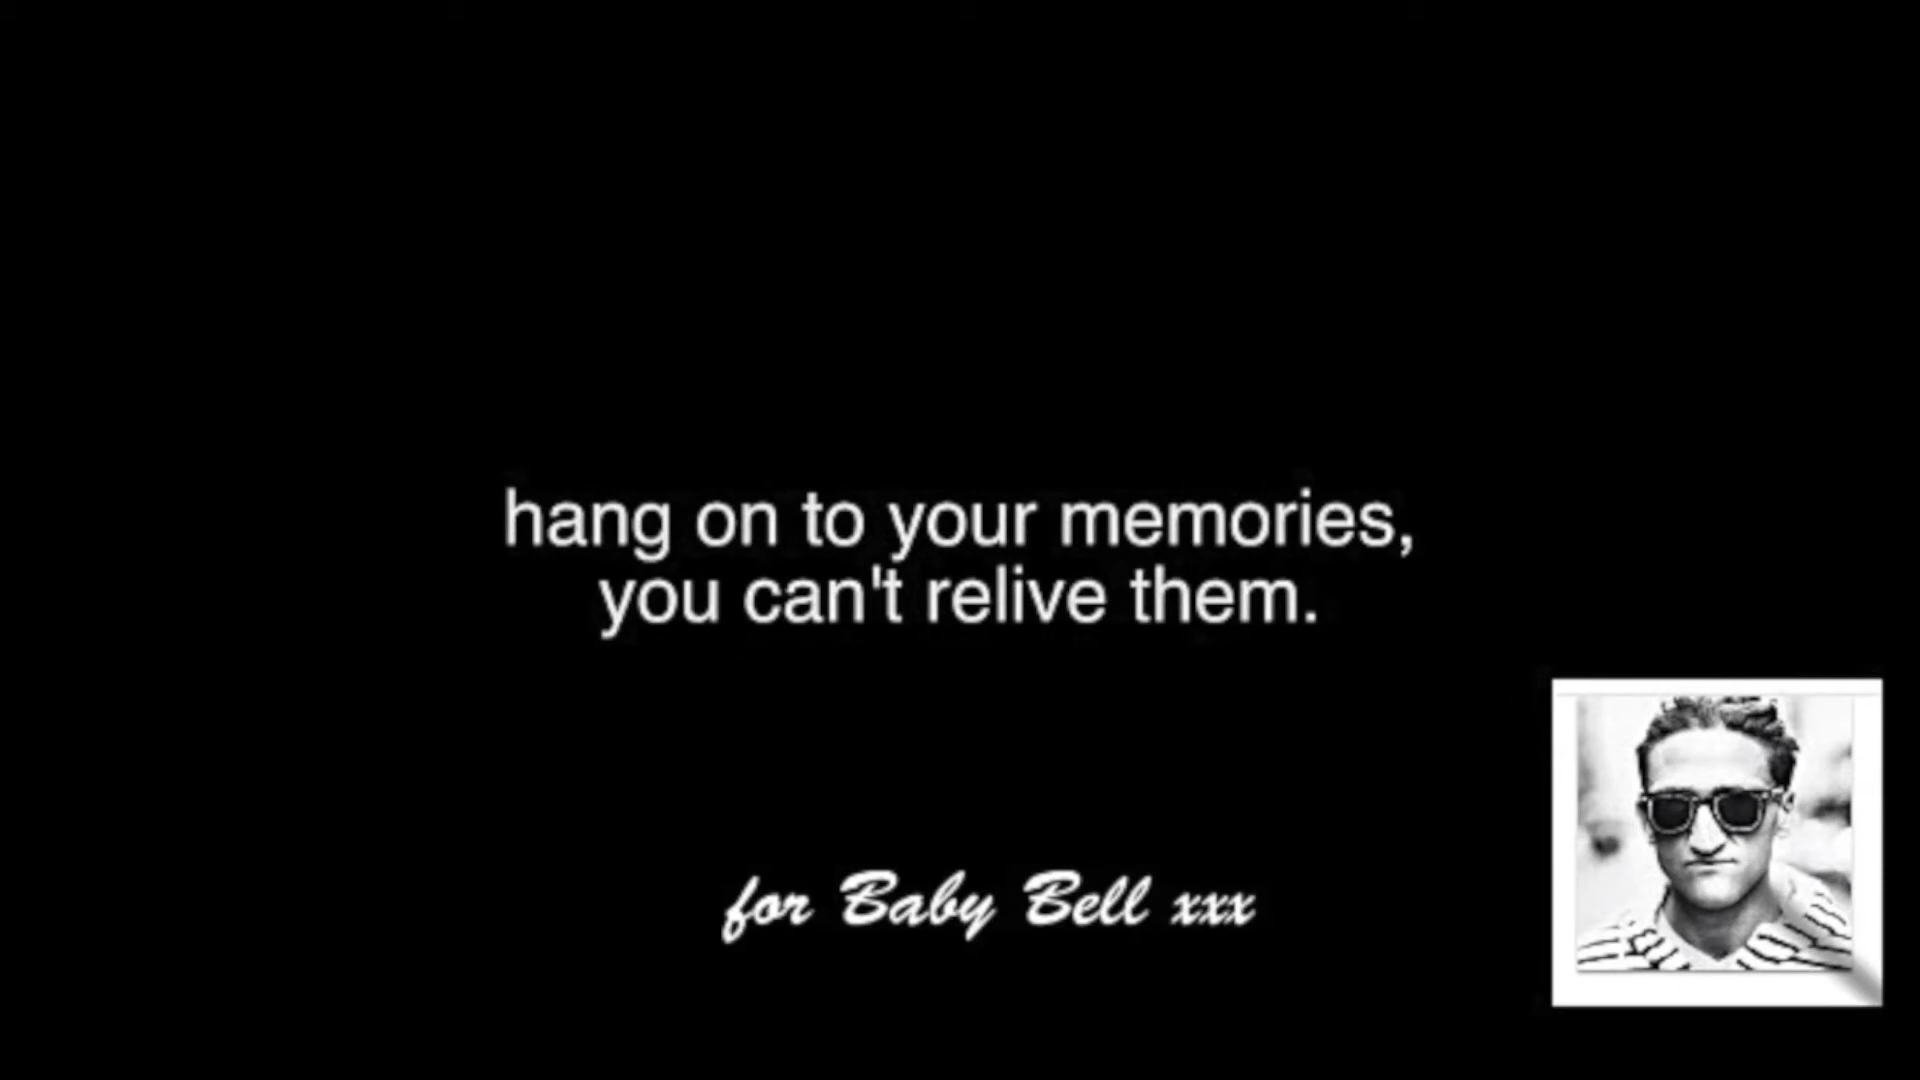 hang on to your memories,
you can't relive them.
for Baby Bell xxx